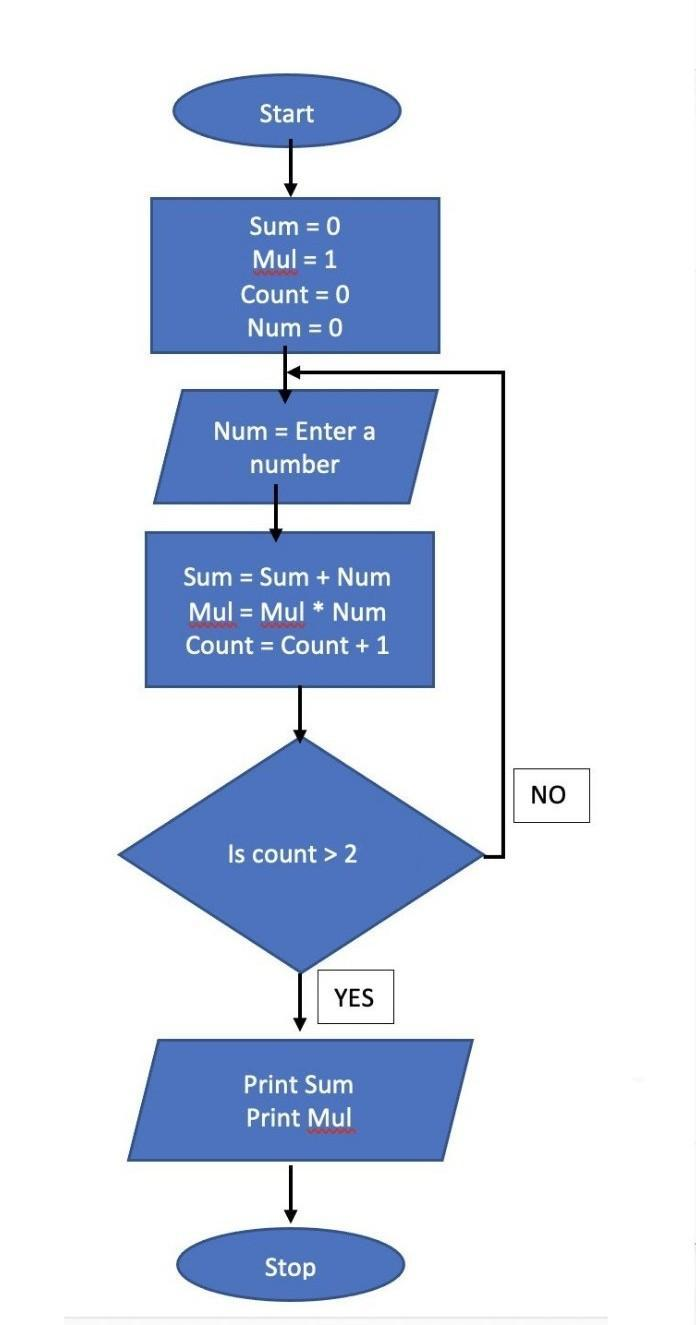 Start
Sum = 0
Mul = 1
Count = 0
Num = 0
Num = Enter a
number
Sum = Sum + Num
Mul = Mul * Num
Count = Count + 1
Is count > 2
NO
YES
Print Sum
Print Mul
Stop